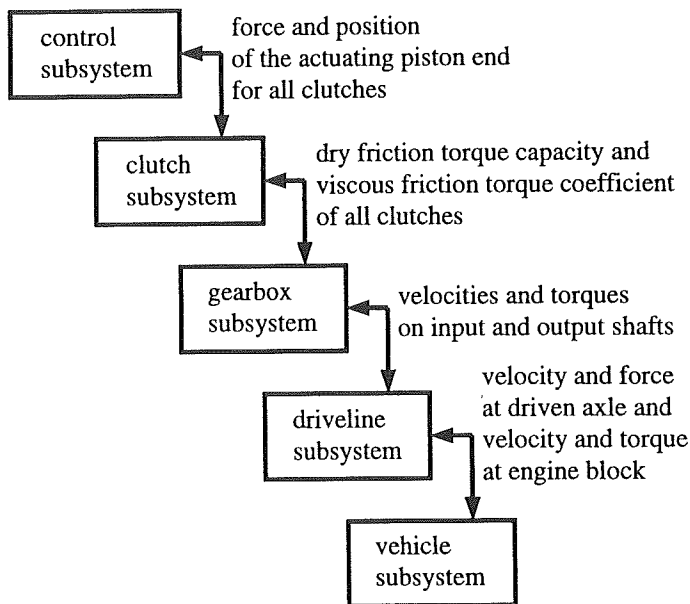 control
subsystem
force and position
of the actuating piston end
for all clutches
clutch
subsystem
dry friction torque capacity and
viscous friction torque coefficient
of all clutches
gearbox
subsystem
velocities and torques
on input and output shafts
driveline
subsystem
velocity and force
at driven axle and
velocity and torque
at engine block
vehicle
subsystem